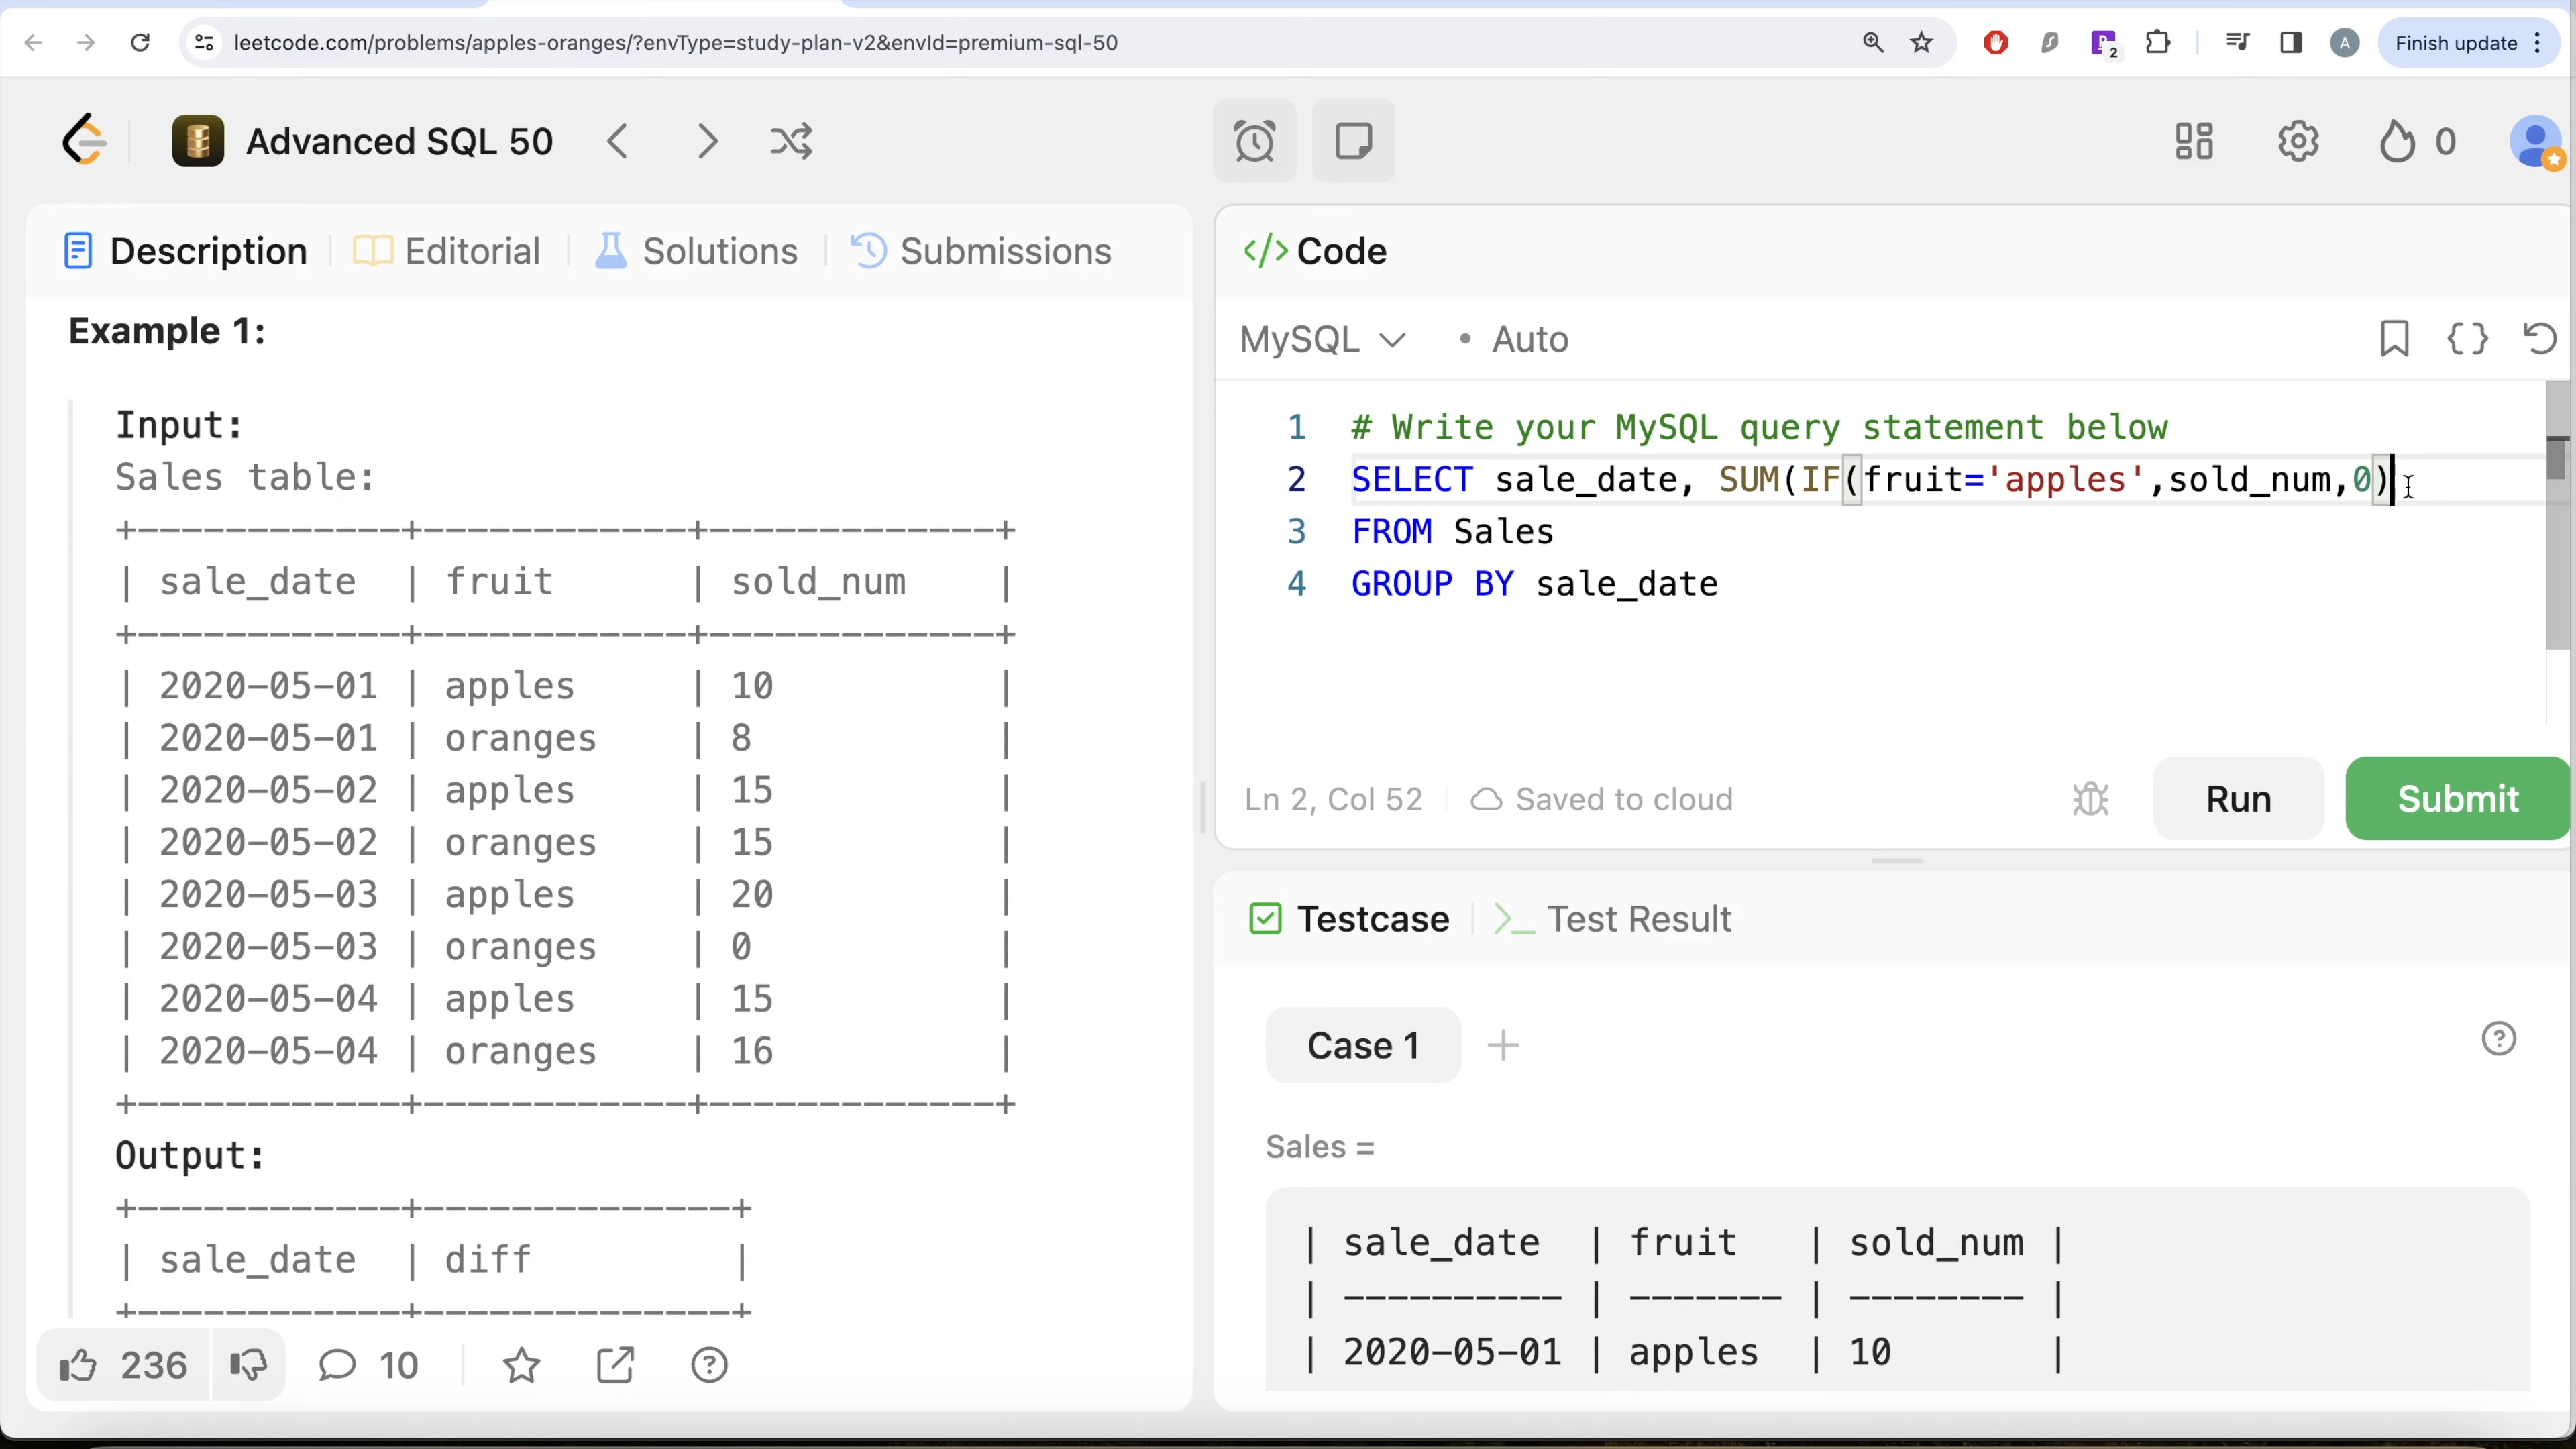 leetcode.com/problems/apples-oranges/?envType=study-plan-v2&envId=premium-sql-50
2
A
Finish update
Advanced SQL 50
0
Description
Editorial
Solutions
Submissions
Example 1:
Input:
Sales table:
+------------+------------+-------------+
| sale_date | fruit | sold_num |
+------------+------------+-------------+
| 2020-05-01 | apples | 10 |
| 2020-05-01 | oranges | 8 |
| 2020-05-02 | apples | 15 |
| 2020-05-02 | oranges | 15 |
| 2020-05-03 | apples | 20 |
| 2020-05-03 | oranges | 0 |
| 2020-05-04 | apples | 15 |
| 2020-05-04 | oranges | 16 |
+------------+------------+-------------+
Output:
+------------+--------------+
| sale_date | diff |
+------------+--------------+
236
10
</> Code
MySQL
• Auto
1 # Write your MySQL query statement below
2 SELECT sale_date, SUM(IF(fruit='apples',sold_num,0)
3 FROM Sales
4 GROUP BY sale_date
Ln 2, Col 52
Saved to cloud
Run
Submit
Testcase
Test Result
Case 1
Sales =
| sale_date | fruit | sold_num |
| ---------- | ------- | -------- |
| 2020-05-01 | apples | 10 |